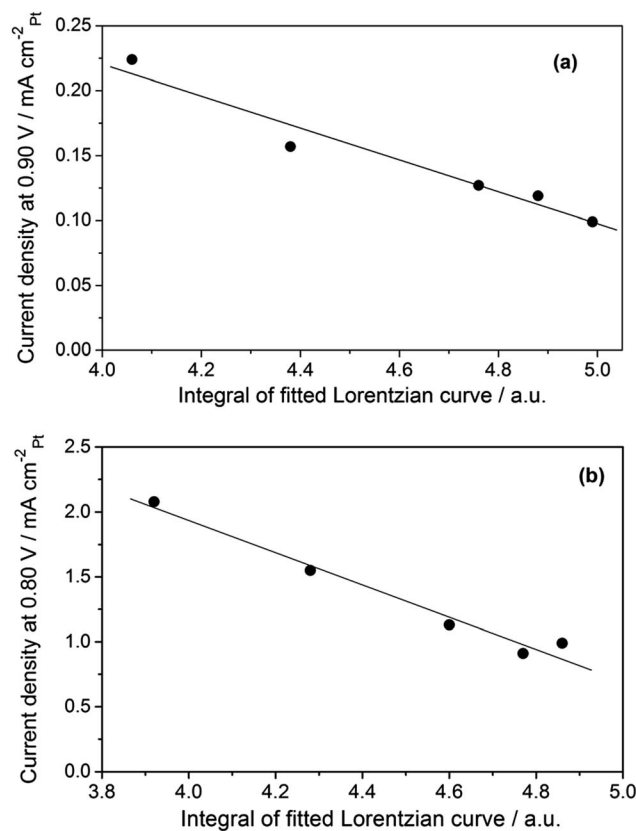 (a)
Current density at 0.90 V / mA cm⁻²Pt
0.25
0.20
0.15
0.10
0.05
0.00
4.0 4.2 4.4 4.6 4.8 5.0
Integral of fitted Lorentzian curve / a.u.
(b)
Current density at 0.80 V / mA cm⁻²Pt
2.5
2.0
1.5
1.0
0.5
0.0
3.8 4.0 4.2 4.4 4.6 4.8 5.0
Integral of fitted Lorentzian curve / a.u.